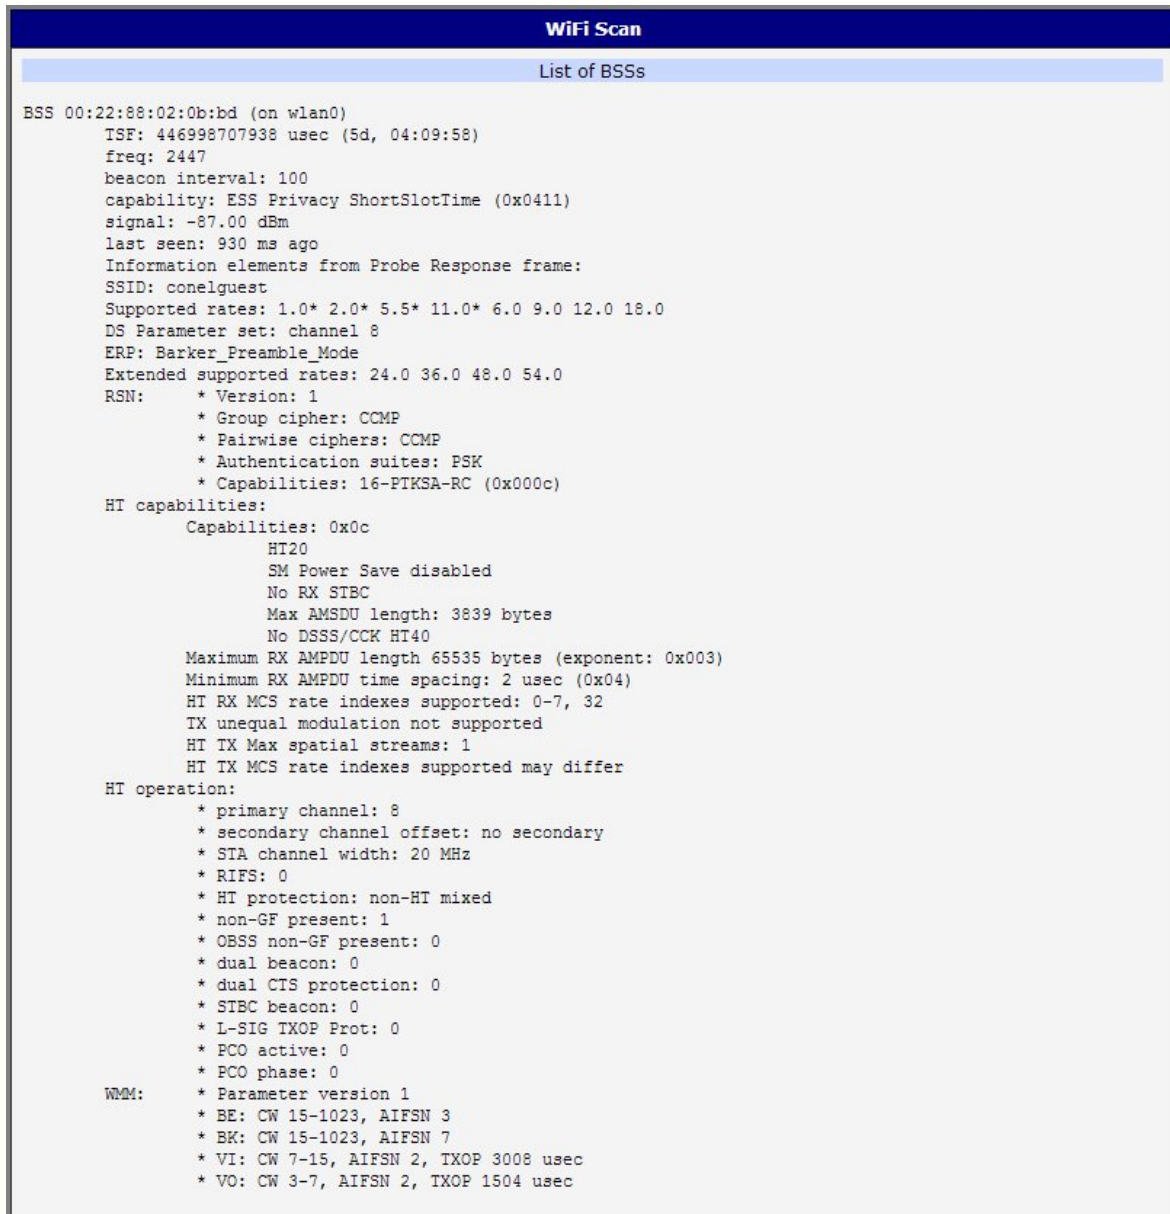 WiFi Scan
List of BSSs
BSS 00:22:88:02:0b:bd (on wlan0)
TSF: 446998707938 usec (5d, 04:09:58)
freq: 2447
beacon interval: 100
capability: ESS Privacy ShortSlotTime (0x0411)
signal: -87.00 dBm
last seen: 930 ms ago
Information elements from Probe Response frame:
SSID: conelguest
Supported rates: 1.0* 2.0* 5.5* 11.0* 6.0 9.0 12.0 18.0
DS Parameter set: channel 8
ERP: Barker_Preamble_Mode
Extended supported rates: 24.0 36.0 48.0 54.0
RSN: * Version: 1
* Group cipher: CCMP
* Pairwise ciphers: CCMP
* Authentication suites: PSK
* Capabilities: 16-PTKSA-RC (0x000c)
HT capabilities:
Capabilities: 0x0c
HT20
SM Power Save disabled
No RX STBC
Max AMSDU length: 3839 bytes
No DSSS/CCK HT40
Maximum RX AMPDU length 65535 bytes (exponent: 0x003)
Minimum RX AMPDU time spacing: 2 usec (0x04)
HT RX MCS rate indexes supported: 0-7, 32
TX unequal modulation not supported
HT TX Max spatial streams: 1
HT TX MCS rate indexes supported may differ
HT operation:
* primary channel: 8
* secondary channel offset: no secondary
* STA channel width: 20 MHz
* RIFS: 0
* HT protection: non-HT mixed
* non-GF present: 1
* OBSS non-GF present: 0
* dual beacon: 0
* dual CTS protection: 0
* STBC beacon: 0
* L-SIG TXOP Prot: 0
* PCO active: 0
* PCO phase: 0
WMM: * Parameter version 1
* BE: CW 15-1023, AIFSN 3
* BK: CW 15-1023, AIFSN 7
* VI: CW 7-15, AIFSN 2, TXOP 3008 usec
* VO: CW 3-7, AIFSN 2, TXOP 1504 usec